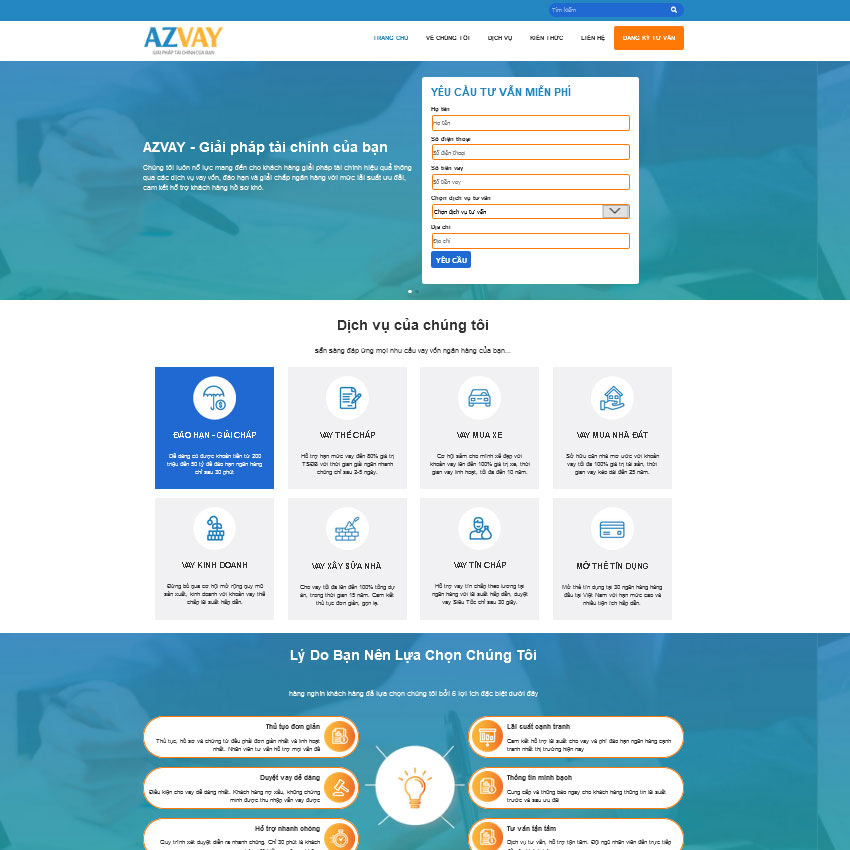 Tìm kiếm
AZVAY
GIẢI PHÁP TÀI CHÍNH CỦA BẠN
TRANG CHỦ
VỀ CHÚNG TÔI
DỊCH VỤ
KIẾN THỨC
LIÊN HỆ
ĐĂNG KÝ TƯ VẤN
AZVAY - Giải pháp tài chính của bạn
Chúng tôi luôn nổ lực mang đến cho khách hàng giải pháp tài chính hiệu quả thông
qua các dịch vụ vay vốn, đáo hạn và giải chấp ngân hàng với mức lãi suất ưu đãi,
cam kết hỗ trợ khách hàng hồ sơ khó.
YÊU CẦU TƯ VẤN MIỄN PHÍ
Họ tên
Họ tên
Số điện thoại
Số điện thoại
Số tiền vay
Số tiền vay
Chọn dịch vụ tư vấn
Chọn dịch vụ tư vấn
Địa chỉ
Địa chỉ
YÊU CẦU
Dịch vụ của chúng tôi
sẵn sàng đáp ứng mọi nhu cầu vay vốn ngân hàng của bạn...
ĐÁO HẠN - GIẢI CHẤP
Dễ dàng có được khoản tiền từ 200
triệu đến 50 tỷ để đáo hạn ngân hàng
chỉ sau 30 phút
VAY THẾ CHẤP
Hỗ trợ hạn mức vay đến 80% giá trị
TSĐB với thời gian giải ngân nhanh
chóng chỉ sau 2-5 ngày.
VAY MUA XE
Cơ hội sắm cho mình xế đẹp với
khoản vay lên đến 100% giá trị xe, thời
gian vay linh hoạt, tối đa đến 10 năm.
VAY MUA NHÀ ĐẤT
Sở hữu căn nhà mơ ước với khoản
vay tối đa 100% giá trị tài sản, thời
gian vay kéo dài đến 25 năm.
VAY KINH DOANH
Đừng bỏ qua cơ hội mở rộng quy mô
sản xuất, kinh doanh với khoản vay thế
chấp lãi suất hấp dẫn.
VAY XÂY SỬA NHÀ
Cho vay tối đa lên đến 100% tổng dự
án, trong thời gian 15 năm. Cam kết
thủ tục đơn giản, gọn lẹ.
VAY TÍN CHẤP
Hỗ trợ vay tín chấp theo lương tại
ngân hàng với lãi suất hấp dẫn, duyệt
vay Siêu Tốc chỉ sau 30 giây.
MỞ THẺ TÍN DỤNG
Mở thẻ tín dụng tại 30 ngân hàng hàng
đầu tại Việt Nam với hạn mức cao và
nhiều tiện ích hấp dẫn.
Lý Do Bạn Nên Lựa Chọn Chúng Tôi
hàng nghìn khách hàng đã lựa chọn chúng tôi bởi 6 lợi ích đặc biệt dưới đây
Thủ tục đơn giản
Thủ tục, hồ sơ và chứng từ đều phải đơn giản nhất và linh hoạt
nhất. Nhân viên tư vấn hỗ trợ mọi vấn đề
Lãi suất cạnh tranh
Cam kết hỗ trợ lãi suất cho vay và phí đáo hạn ngân hàng cạnh
tranh nhất thị trường hiện nay
Duyệt vay dễ dàng
Điều kiện cho vay dễ dàng nhất. Khách hàng nợ xấu, không chứng
minh được thu nhập vẫn vay được
Thông tin minh bạch
Cung cấp và thông báo ngay cho khách hàng thông tin lãi suất
trước và sau ưu đãi
Hỗ trợ nhanh chóng
Quy trình xét duyệt diễn ra nhanh chóng. Chỉ 30 phút là khách
Tư vấn tận tâm
Dịch vụ tư vấn, hỗ trợ tận tâm. Đội ngũ nhân viên đến trực tiếp